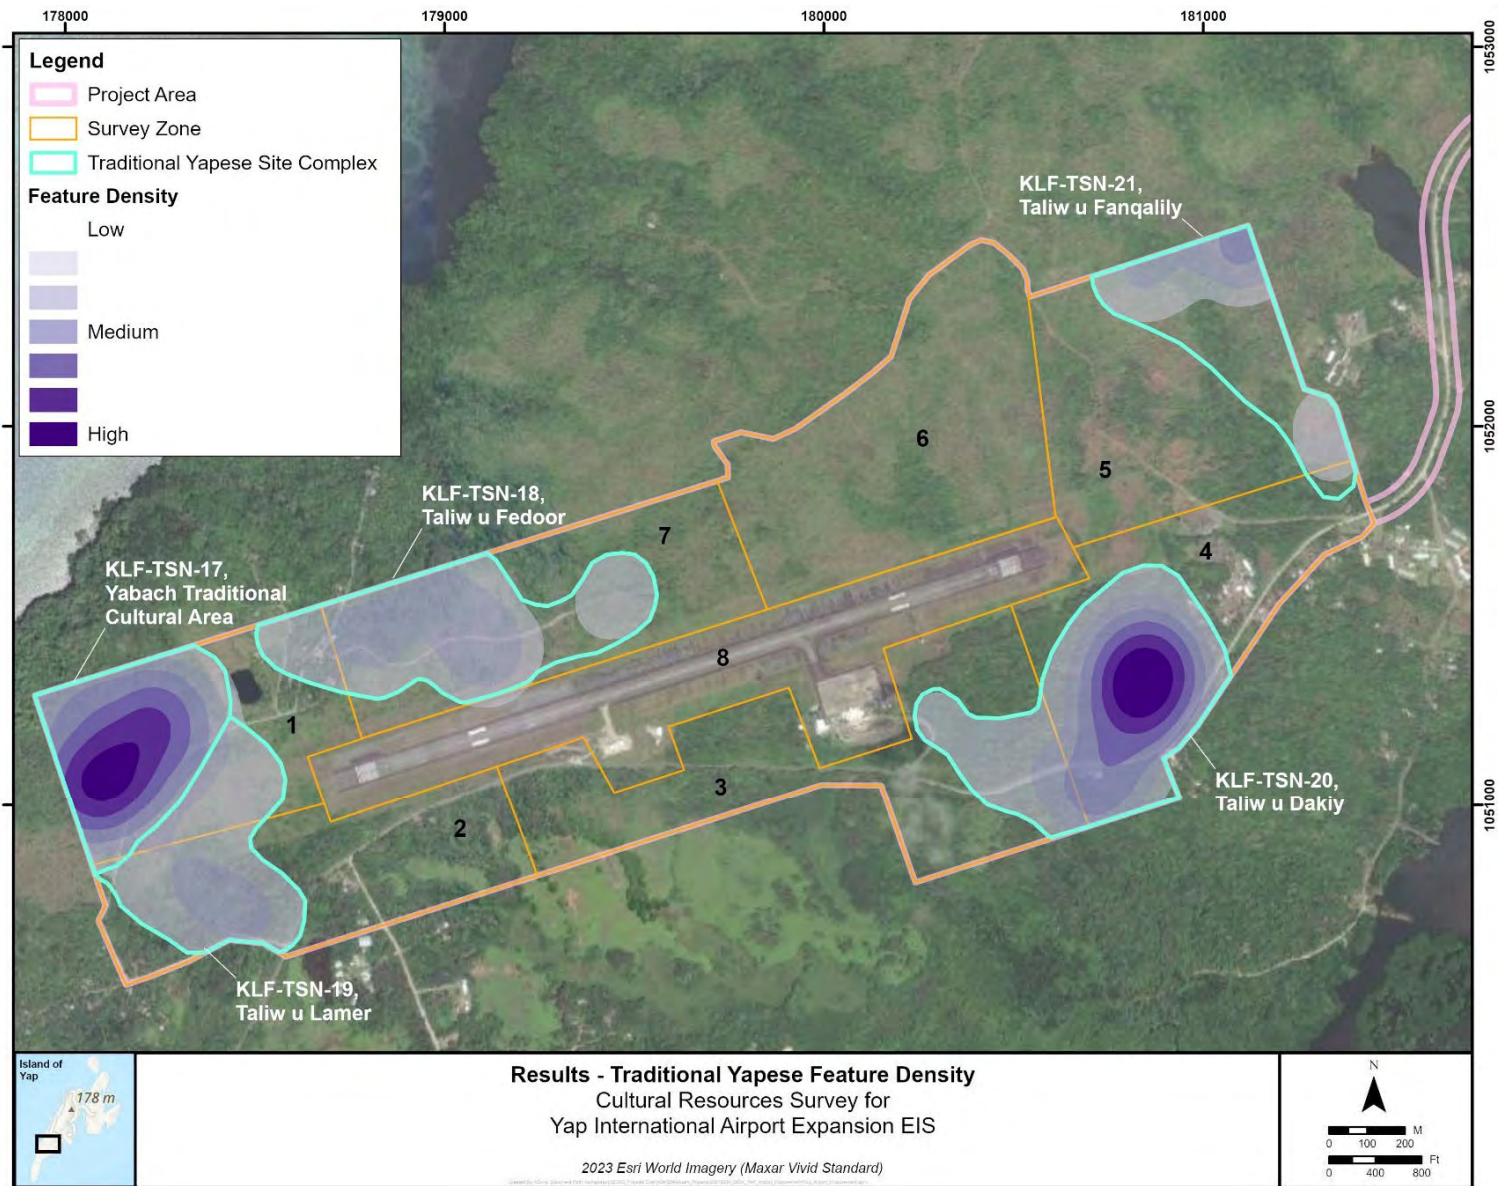 178000
179000
180000
181000
1053000
1052000
1051000
Legend
Project Area
Survey Zone
Traditional Yapese Site Complex
Feature Density
Low
Medium
High
KLF-TSN-21,
Taliw u Fanqalily
KLF-TSN-18,
Taliw u Fedoor
KLF-TSN-17,
Yabach Traditional
Cultural Area
6
5
7
4
8
1
3
2
KLF-TSN-20,
Taliw u Dakiy
KLF-TSN-19,
Taliw u Lamer
Island of
Yap
178 m
Results - Traditional Yapese Feature Density
Cultural Resources Survey for
Yap International Airport Expansion EIS
2023 Esri World Imagery (Maxar Vivid Standard)
N
M
0 100 200
Ft
0 400 800